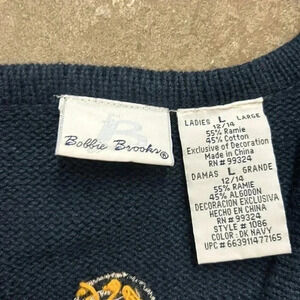 Bobbie Brooks®
LADIES L LARGE
12/14
55% Ramie
45% Cotton
Exclusive of Decoration
Made in China
RN # 99324
DAMAS L GRANDE
12/14
55% RAMIE
45% ALGODON
DECORACION EXCLUSIVA
HECHO EN CHINA
RN # 99324
STYLE # 1086
COLOR: DK NAVY
UPC # 663911477165